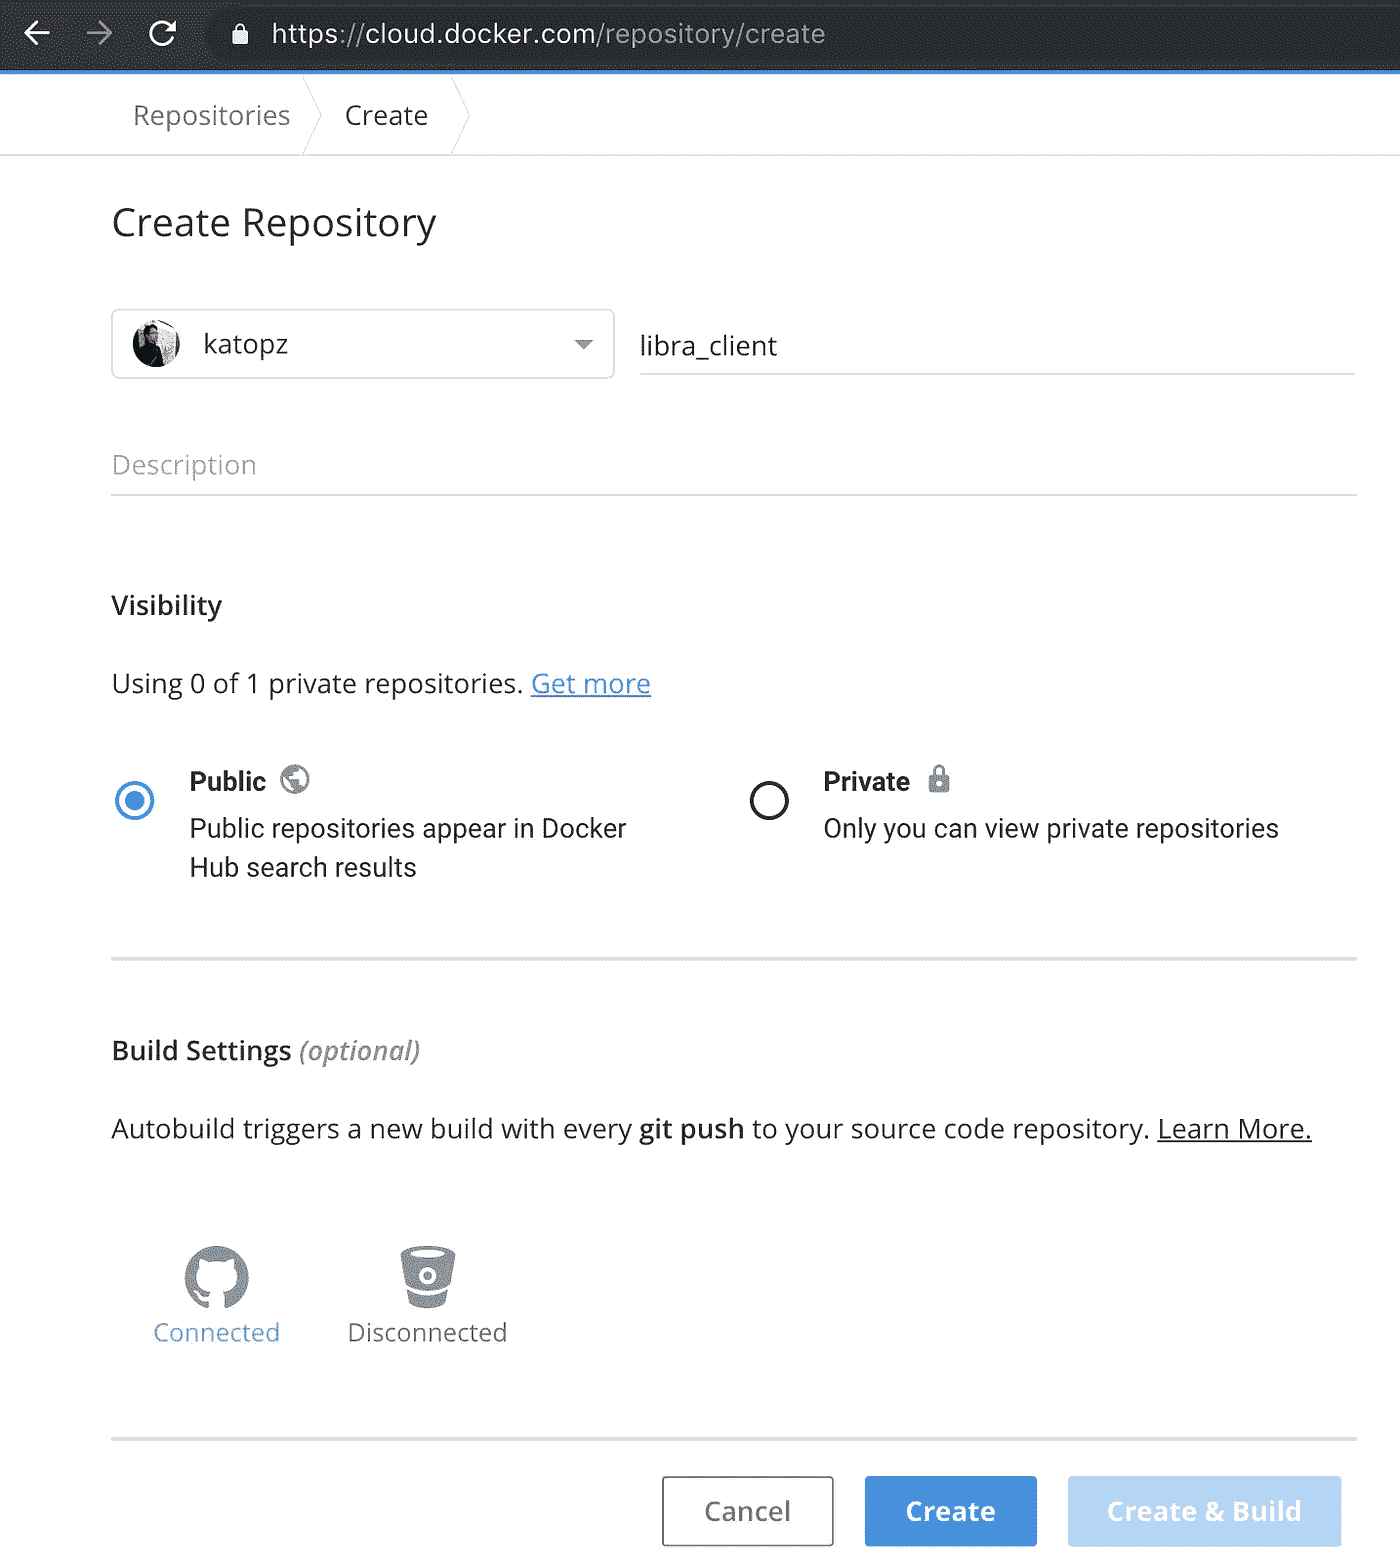 https://cloud.docker.com/repository/create
Repositories
Create
Create Repository
katopz
libra_client
Description
Visibility
Using 0 of 1 private repositories. Get more
Public
Public repositories appear in Docker
Hub search results
Private
Only you can view private repositories
Build Settings (optional)
Autobuild triggers a new build with every git push to your source code repository. Learn More.
Connected
Disconnected
Cancel
Create
Create & Build